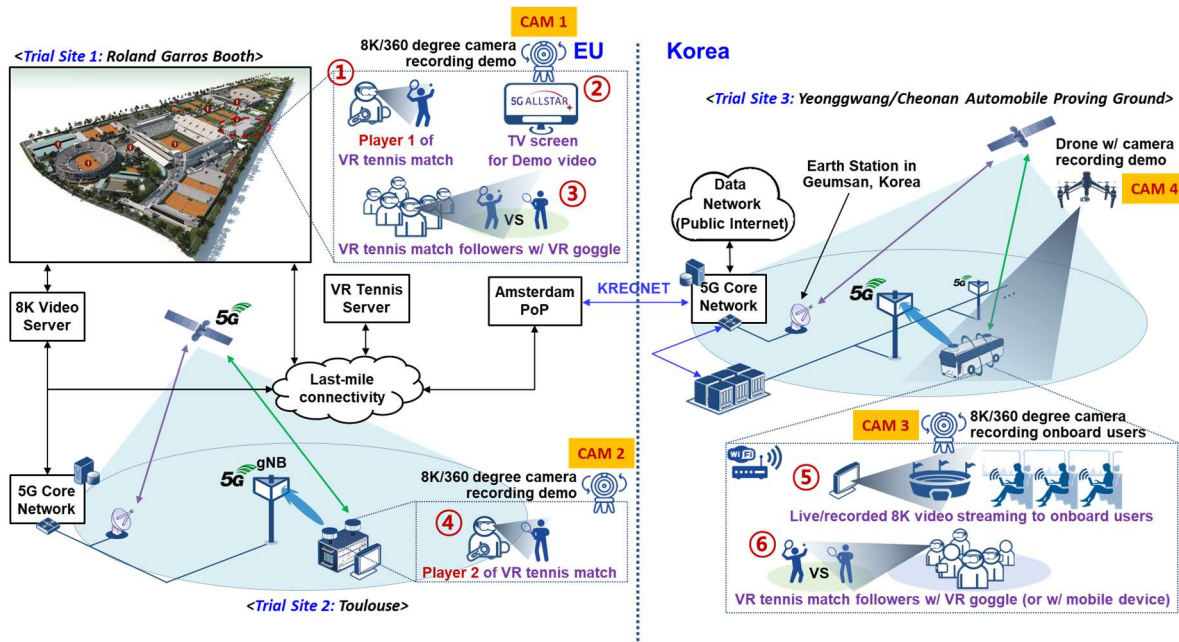 CAM 1
<Trial Site 1: Roland Garros Booth>
8K/360 degree camera
recording demo
EU
①
Player 1 of
VR tennis match
②
5G ALLSTAR
TV screen
for Demo video
③
VS
VR tennis match followers w/ VR goggle
8K Video
Server
5G
VR Tennis
Server
Amsterdam
PoP
KREONET
Last-mile
connectivity
5G Core
Network
5G
gNB
CAM 2
8K/360 degree camera
recording demo
④
Player 2 of VR tennis match
<Trial Site 2: Toulouse>
Korea
<Trial Site 3: Yeonggwang/Cheonan Automobile Proving Ground>
Drone w/ camera
recording demo
CAM 4
Earth Station in
Geumsan, Korea
Data
Network
(Public Internet)
5G Core
Network
5G
5G
...
CAM 3
8K/360 degree camera
recording onboard users
WiFi
⑤
Live/recorded 8K video streaming to onboard users
⑥
VS
VR tennis match followers w/ VR goggle (or w/ mobile device)